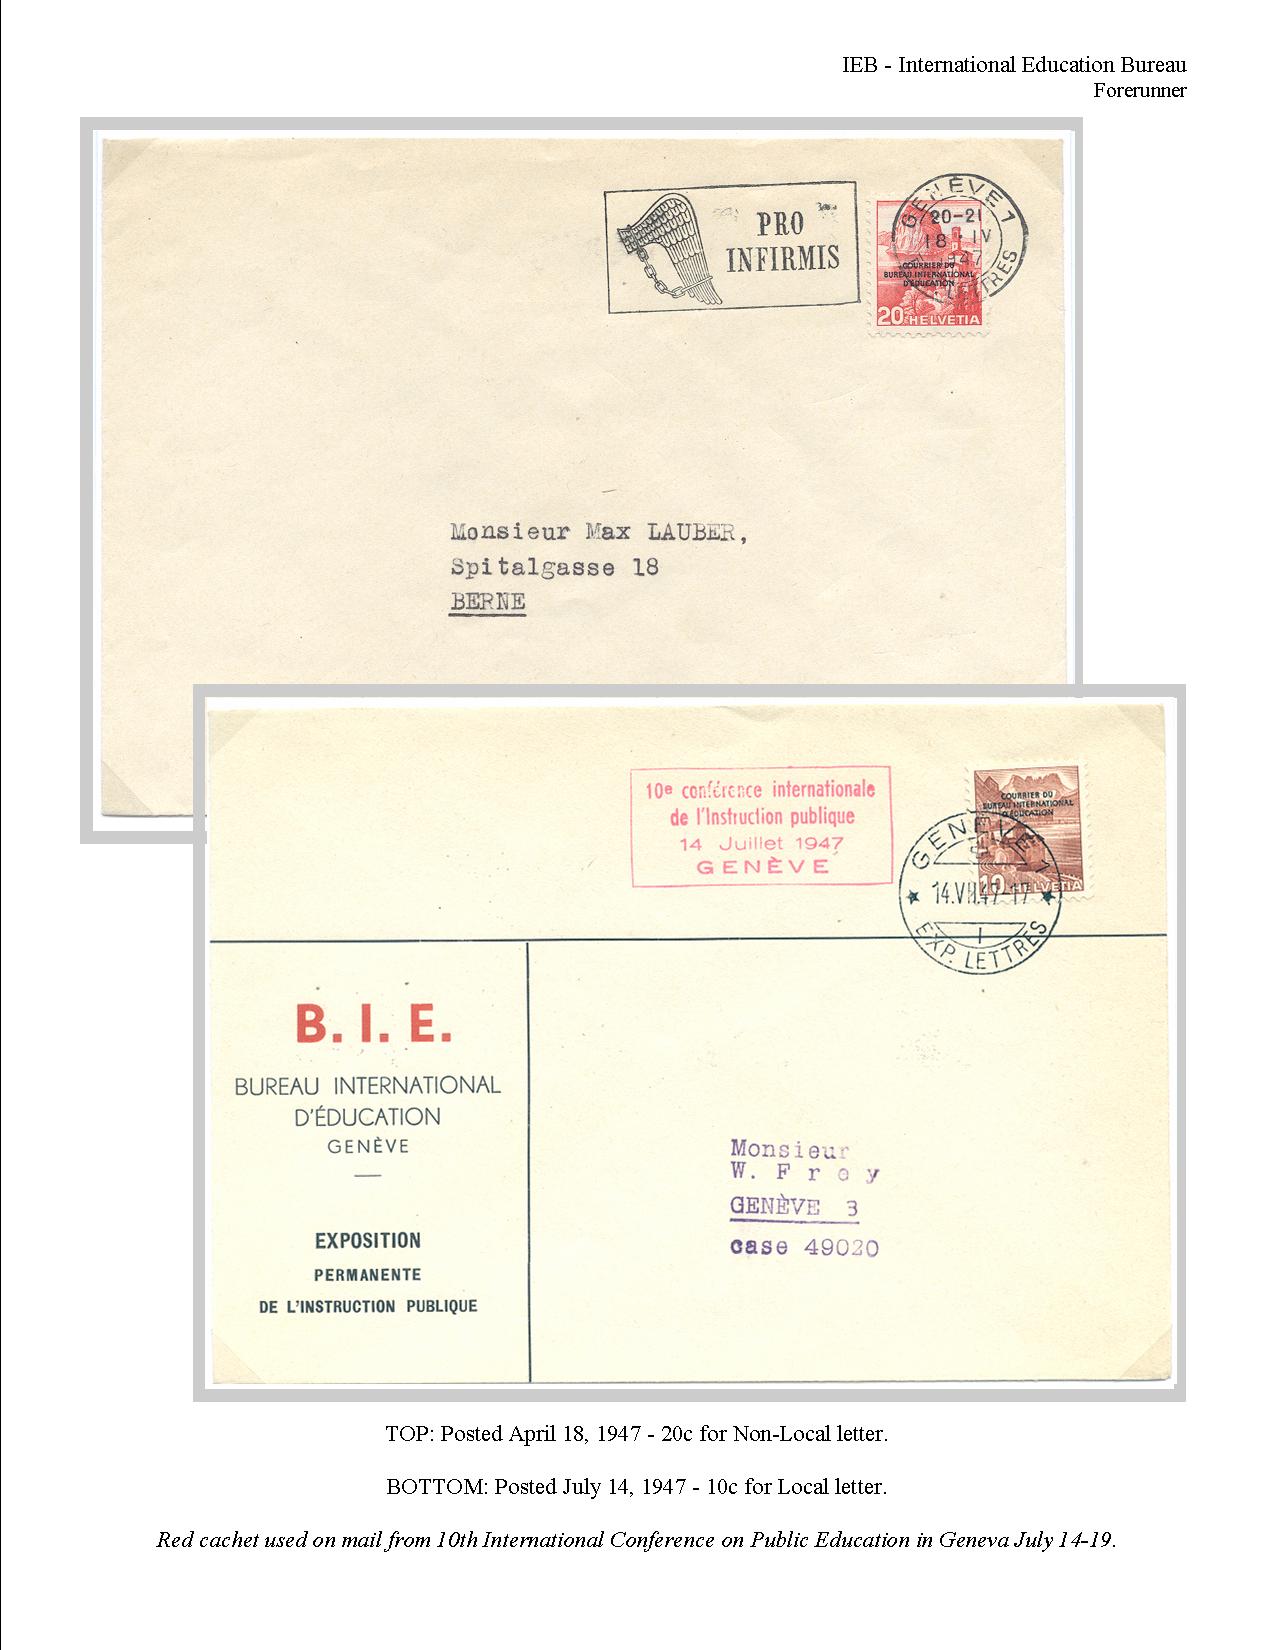 IEB - International Education Bureau
Forerunner
PRO
INFIRMIS
GENÈVE 1
20-21
18·IV
1947
LETTRES
COURRIER DU
BUREAU INTERNATIONAL
D'ÉDUCATION
20 HELVETIA
Monsieur Max LAUBER,
Spitalgasse 18
BERNE
10e conférence internationale
de l'Instruction publique
14 Juillet 1947
GENÈVE
COURRIER DU
BUREAU INTERNATIONAL
D'ÉDUCATION
10 HELVETIA
GENÈVE 1
14.VII.47-17
1
EXP. LETTRES
B. I. E.
BUREAU INTERNATIONAL
D'ÉDUCATION
GENÈVE
EXPOSITION
PERMANENTE
DE L'INSTRUCTION PUBLIQUE
Monsieur
W. Frey
GENÈVE 3
case 49020
TOP: Posted April 18, 1947 - 20c for Non-Local letter.
BOTTOM: Posted July 14, 1947 - 10c for Local letter.
Red cachet used on mail from 10th International Conference on Public Education in Geneva July 14-19.